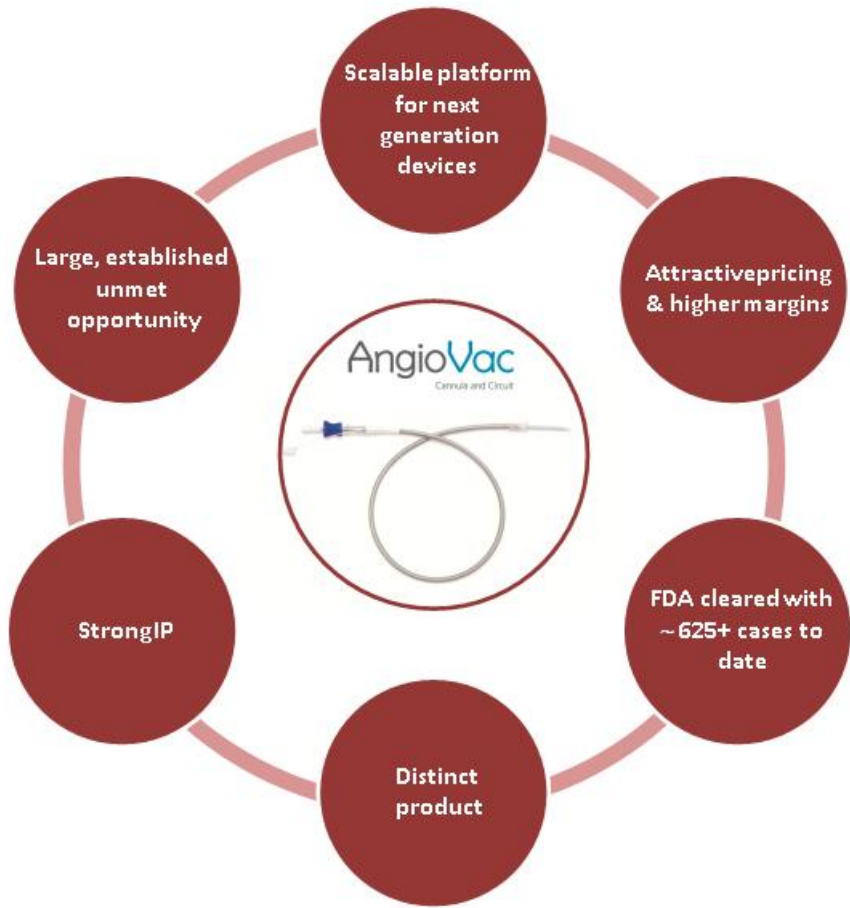 Scalable platform
for next
generation
devices
Attractivepricing
& higher margins
FDA cleared with
~625+ cases to
date
Distinct
product
StrongIP
Large, established
unmet
opportunity
AngioVac
Cannula and Circuit